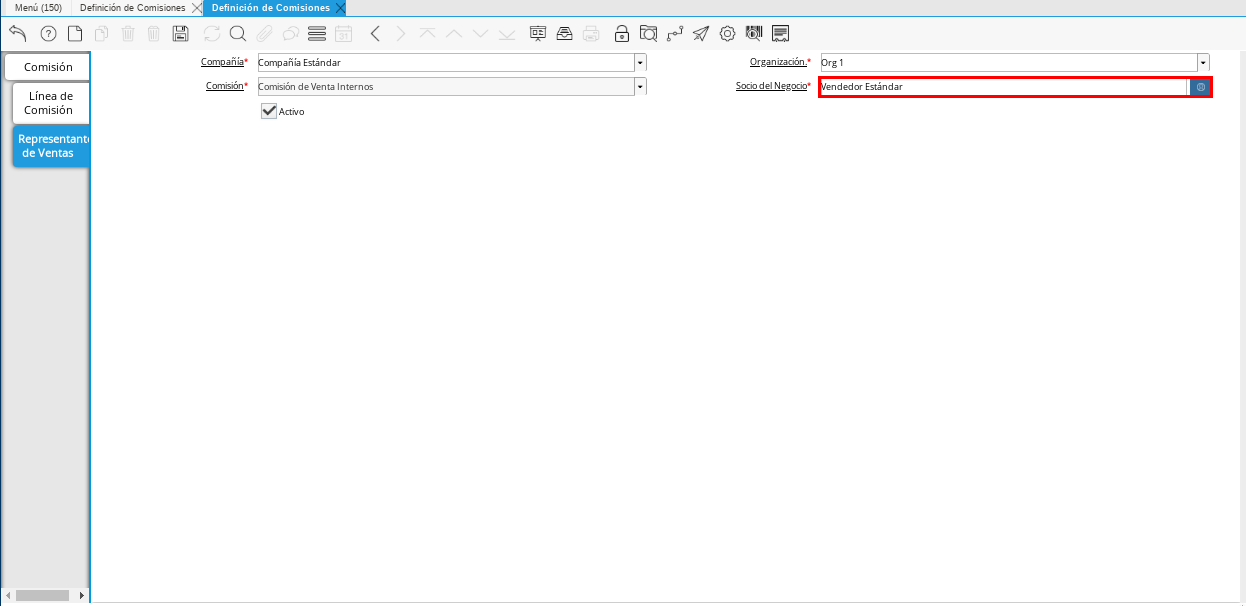 Menú (150) Definición de Comisiones Definición de Comisiones
31
Comisión
Línea de
Comisión
Representante
de Ventas
Compañía* Compañía Estándar Organización.* Org 1
Comisión* Comisión de Venta Internos Socio del Negocio* Vendedor Estándar
Activo